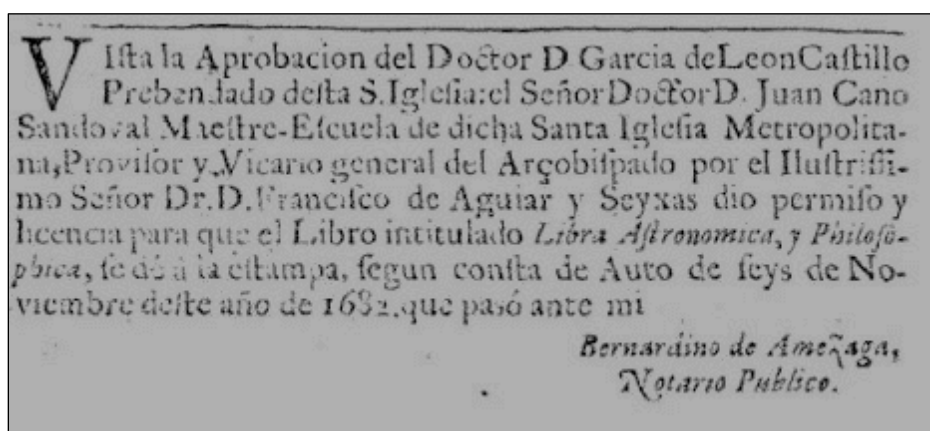 VIſta la Aprobacion del Doctor D Garcia de Leon Caſtillo
Prebendado deſta S. Igleſia: el Señor Doctor D. Juan Cano
Sandoval Maeſtre-Eſcuela de dicha Santa Igleſia Metropolita-
na, Proviſor y Vicario general del Arçobiſpado por el Iluſtriſſi-
mo Señor Dr. D. Franciſco de Aguiar y Seyxas dio permiſo y
licencia para que el Libro intitulado Libra Aſtronomica, y Philoſo-
phica, ſe dé á la eſtampa, ſegun conſta de Auto de ſeys de No-
viembre deſte año de 1682. que pasó ante mi
Bernardino de Amezaga,
Notario Publico.